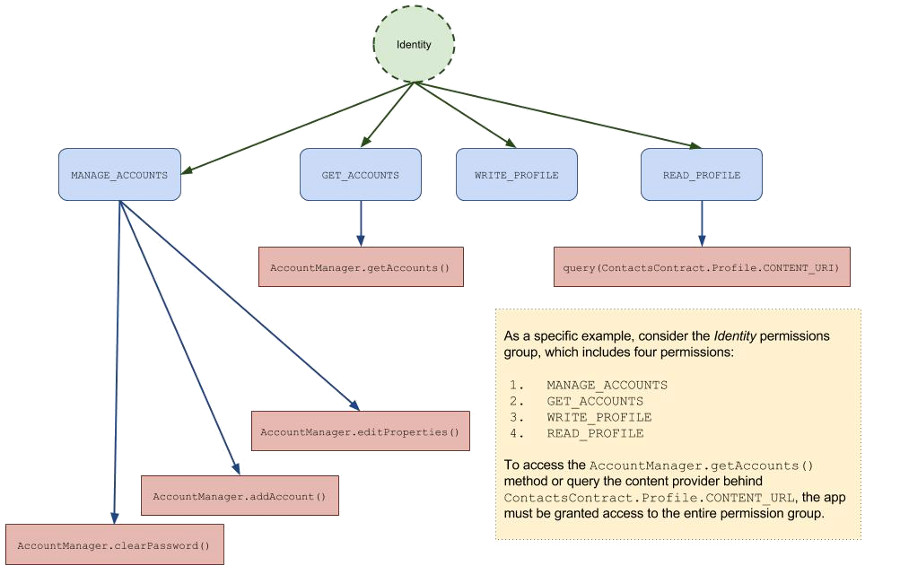 Identity
MANAGE_ACCOUNTS
GET_ACCOUNTS
WRITE_PROFILE
READ_PROFILE
AccountManager.getAccounts()
query(ContactsContract.Profile.CONTENT_URI)
As a specific example, consider the Identity permissions
group, which includes four permissions:
1. MANAGE_ACCOUNTS
2. GET_ACCOUNTS
3. WRITE_PROFILE
4. READ_PROFILE
To access the AccountManager.getAccounts()
method or query the content provider behind
ContactsContract.Profile.CONTENT_URL, the app
must be granted access to the entire permission group.
AccountManager.editProperties()
AccountManager.addAccount()
AccountManager.clearPassword()